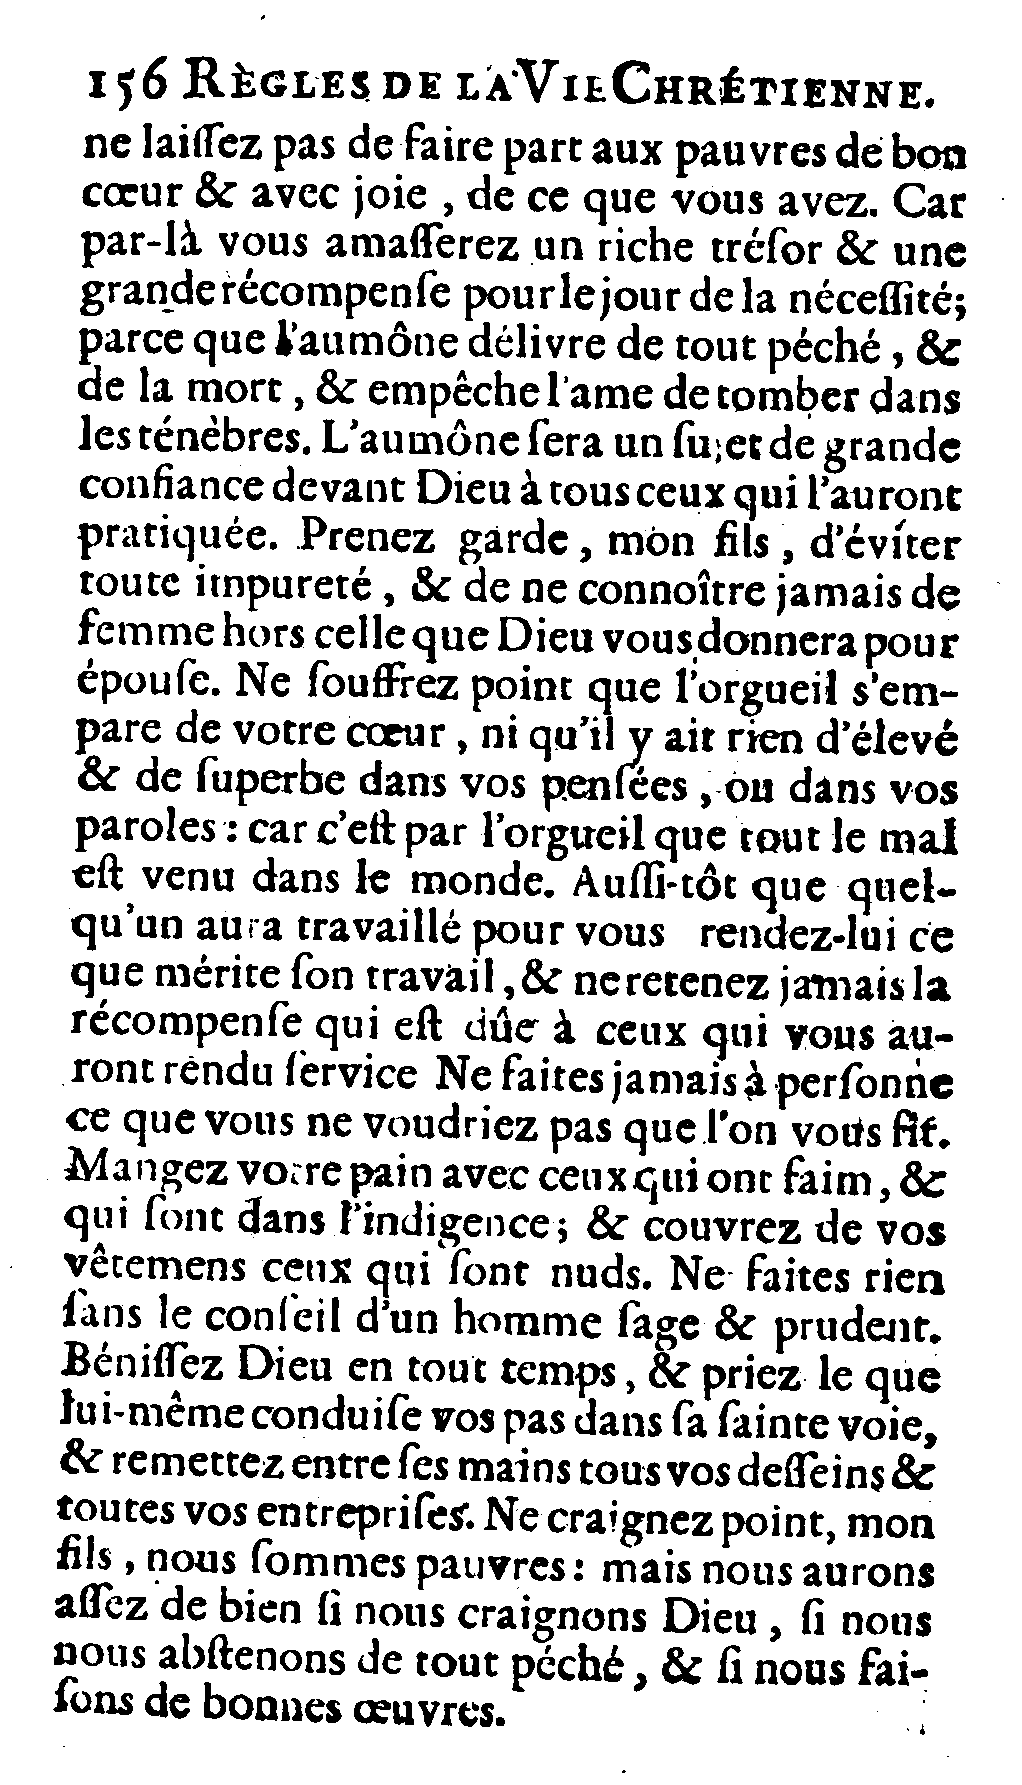 156 RÈGLES DE LA VIE CHRÉTIENNE.
ne laiſſez pas de faire part aux pauvres de bon
cœur & avec joie , de ce que vous avez. Car
par-là vous amaſſerez un riche tréſor & une
grande récompenſe pour le jour de la néceſſité;
parce que l'aumône délivre de tout péché , &
de la mort , & empêche l'ame de tomber dans
les ténèbres. L'aumône ſera un ſujet de grande
confiance devant Dieu à tous ceux qui l'auront
pratiquée. Prenez garde , mon fils , d'éviter
toute impureté , & de ne connoître jamais de
femme hors celle que Dieu vous donnera pour
épouſe. Ne ſouffrez point que l'orgueil s'em-
pare de votre cœur , ni qu'il y ait rien d'élevé
& de ſuperbe dans vos penſées , ou dans vos
paroles : car c'eſt par l'orgueil que tout le mal
eſt venu dans le monde. Auſſi-tôt que quel-
qu'un aura travaillé pour vous rendez-lui ce
que mérite ſon travail , & ne retenez jamais la
récompenſe qui eſt dûe à ceux qui vous au-
ront rendu ſervice Ne faites jamais à perſonne
ce que vous ne voudriez pas que l'on vous fît.
Mangez votre pain avec ceux qui ont faim , &
qui ſont dans l'indigence ; & couvrez de vos
vêtemens ceux qui ſont nuds. Ne faites rien
ſans le conſeil d'un homme ſage & prudent.
Béniſſez Dieu en tout temps , & priez le que
lui-même conduiſe vos pas dans ſa ſainte voie,
& remettez entre ſes mains tous vos deſſeins &
toutes vos entrepriſes. Ne craignez point, mon
fils , nous ſommes pauvres : mais nous aurons
aſſez de bien ſi nous craignons Dieu , ſi nous
nous abſtenons de tout péché , & ſi nous fai-
ſons de bonnes œuvres.